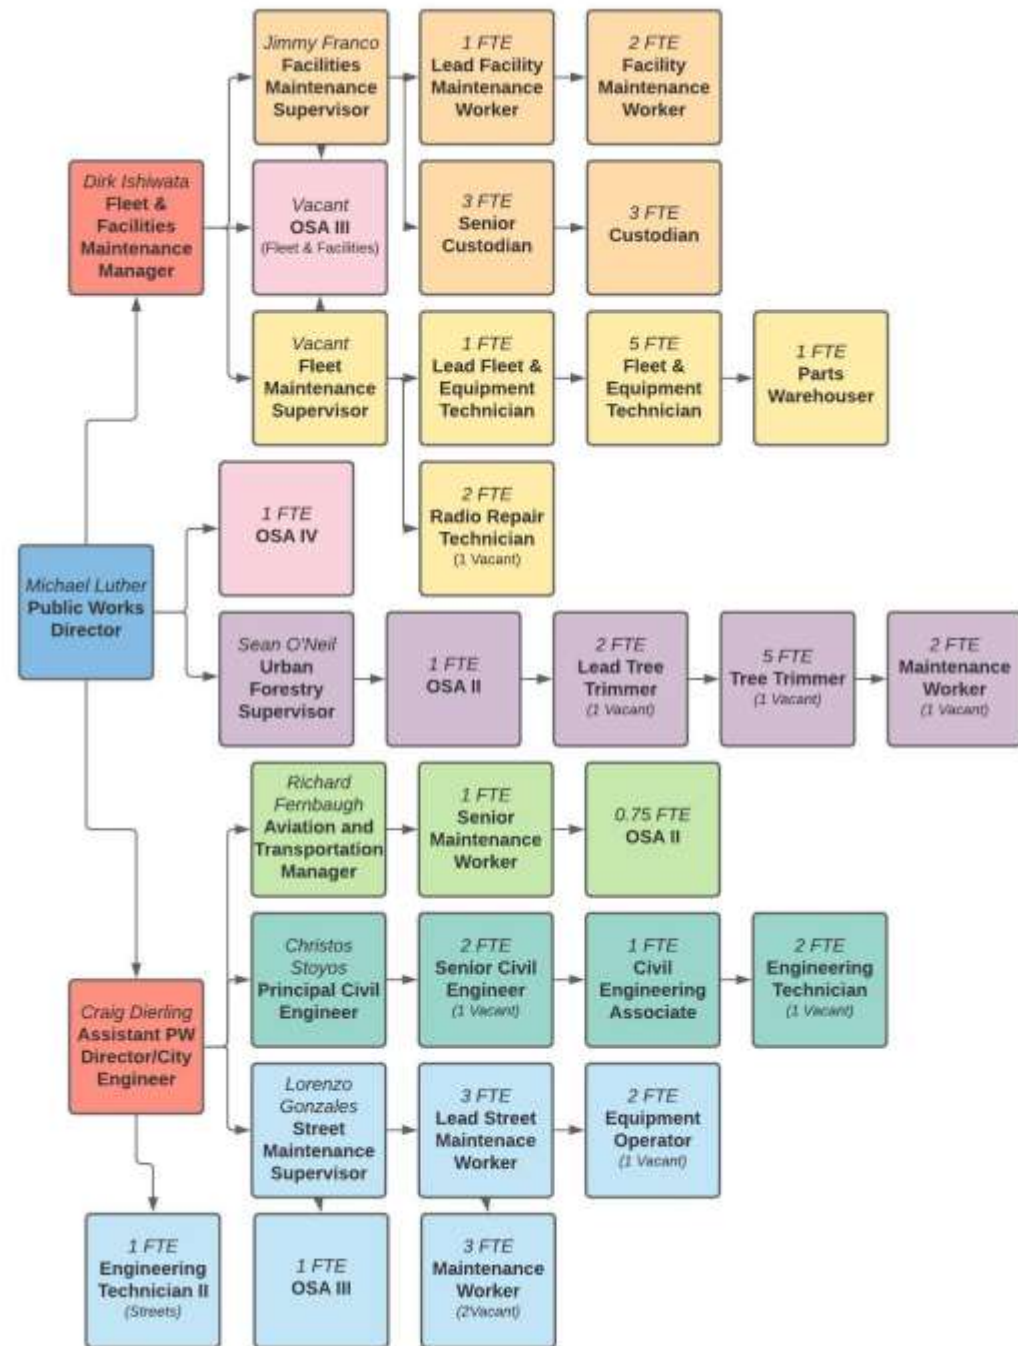 Jimmy Franco
Facilities
Maintenance
Supervisor
1 FTE
Lead Facility
Maintenance
Worker
2 FTE
Facility
Maintenance
Worker
Dirk Ishiwata
Fleet &
Facilities
Maintenance
Manager
Vacant
OSA III
(Fleet & Facilities)
3 FTE
Senior
Custodian
3 FTE
Custodian
Vacant
Fleet
Maintenance
Supervisor
1 FTE
Lead Fleet &
Equipment
Technician
5 FTE
Fleet &
Equipment
Technician
1 FTE
Parts
Warehouser
1 FTE
OSA IV
2 FTE
Radio Repair
Technician
(1 Vacant)
Michael Luther
Public Works
Director
Sean O'Neil
Urban
Forestry
Supervisor
1 FTE
OSA II
2 FTE
Lead Tree
Trimmer
(1 Vacant)
5 FTE
Tree Trimmer
(1 Vacant)
2 FTE
Maintenance
Worker
(1 Vacant)
Richard
Fernbaugh
Aviation and
Transportation
Manager
1 FTE
Senior
Maintenance
Worker
0.75 FTE
OSA II
Christos
Stoyos
Principal Civil
Engineer
2 FTE
Senior Civil
Engineer
(1 Vacant)
1 FTE
Civil
Engineering
Associate
2 FTE
Engineering
Technician
(1 Vacant)
Craig Dierling
Assistant PW
Director/City
Engineer
Lorenzo
Gonzales
Street
Maintenance
Supervisor
3 FTE
Lead Street
Maintenace
Worker
2 FTE
Equipment
Operator
(1 Vacant)
1 FTE
Engineering
Technician II
(Streets)
1 FTE
OSA III
3 FTE
Maintenance
Worker
(2Vacant)